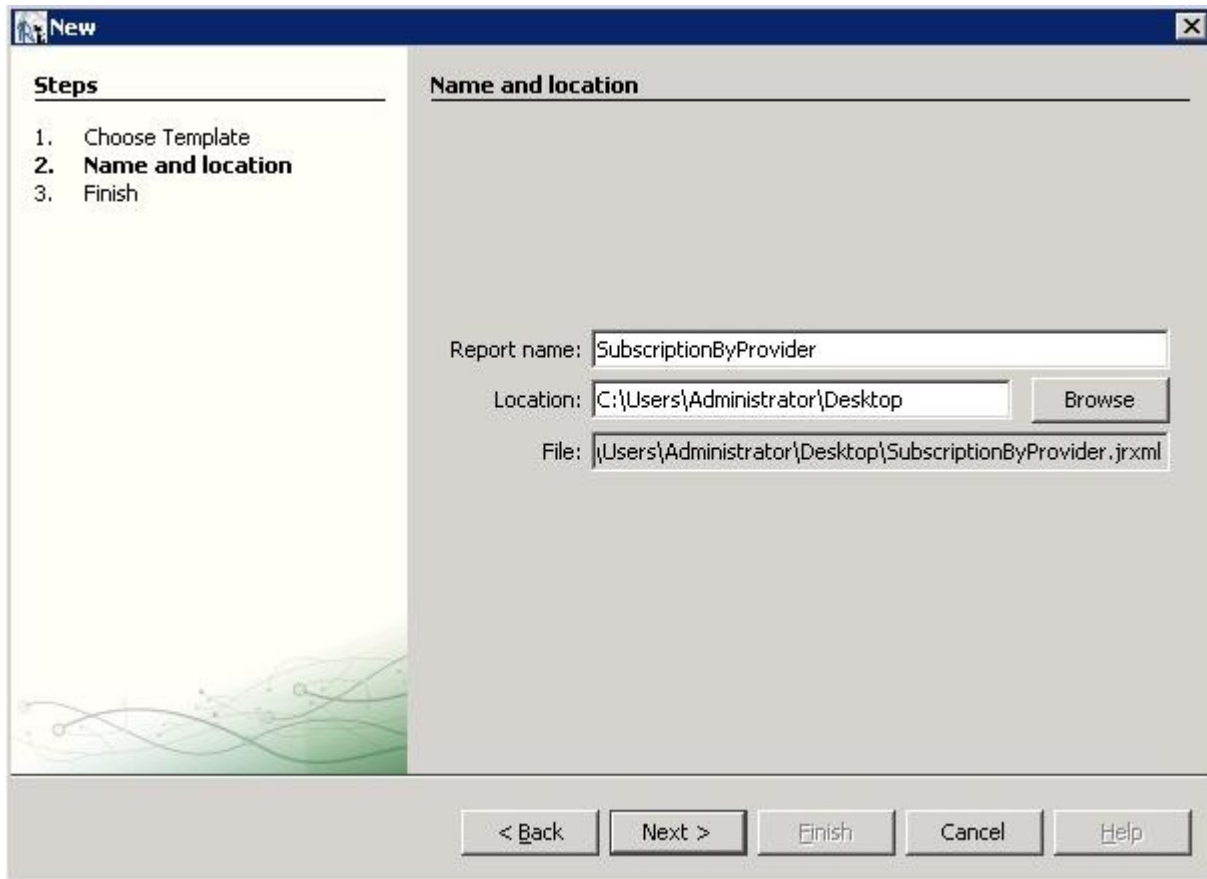 New
Steps
1. Choose Template
2. Name and location
3. Finish
Name and location
Report name: SubscriptionByProvider
Location: C:\Users\Administrator\Desktop Browse
File: \Users\Administrator\Desktop\SubscriptionByProvider.jrxml
< Back Next > Finish Cancel Help